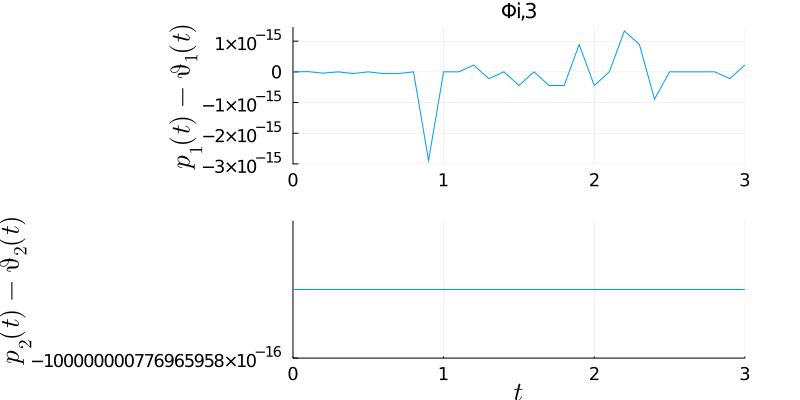 Φi,3
p₁(t) − ϑ₁(t)
1×10⁻¹⁵
0
−1×10⁻¹⁵
−2×10⁻¹⁵
−3×10⁻¹⁵
0 1 2 3
p₂(t) − ϑ₂(t)
−100000000776965958×10⁻¹⁶
0 1 2 3
t